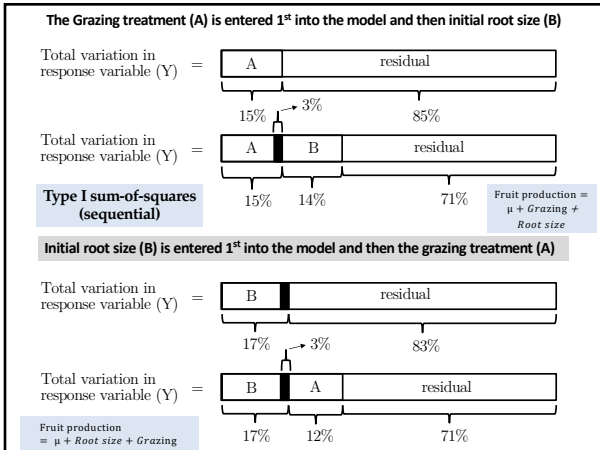 The Grazing treatment (A) is entered 1st into the model and then initial root size (B)
Total variation in
response variable (Y) = A residual
15% 3% 85%
Total variation in
response variable (Y) = A B residual
15% 14% 71%
Type I sum-of-squares
(sequential)
Fruit production =
μ + Grazing +
Root size
Initial root size (B) is entered 1st into the model and then the grazing treatment (A)
Total variation in
response variable (Y) = B residual
17% 3% 83%
Total variation in
response variable (Y) = B A residual
17% 12% 71%
Fruit production
= μ + Root size + Grazing